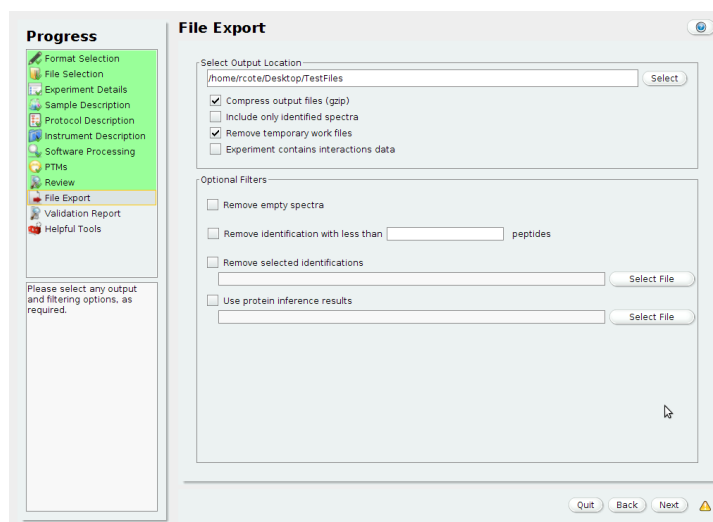 Progress
Format Selection
File Selection
Experiment Details
Sample Description
Protocol Description
Instrument Description
Software Processing
PTMs
Review
File Export
Validation Report
Helpful Tools
Please select any output
and filtering options, as
required.
File Export
Select Output Location
/home/rcote/Desktop/TestFiles
Select
Compress output files (gzip)
Include only identified spectra
Remove temporary work files
Experiment contains interactions data
Optional Filters
Remove empty spectra
Remove identification with less than peptides
Remove selected identifications
Select File
Use protein inference results
Select File
Quit Back Next